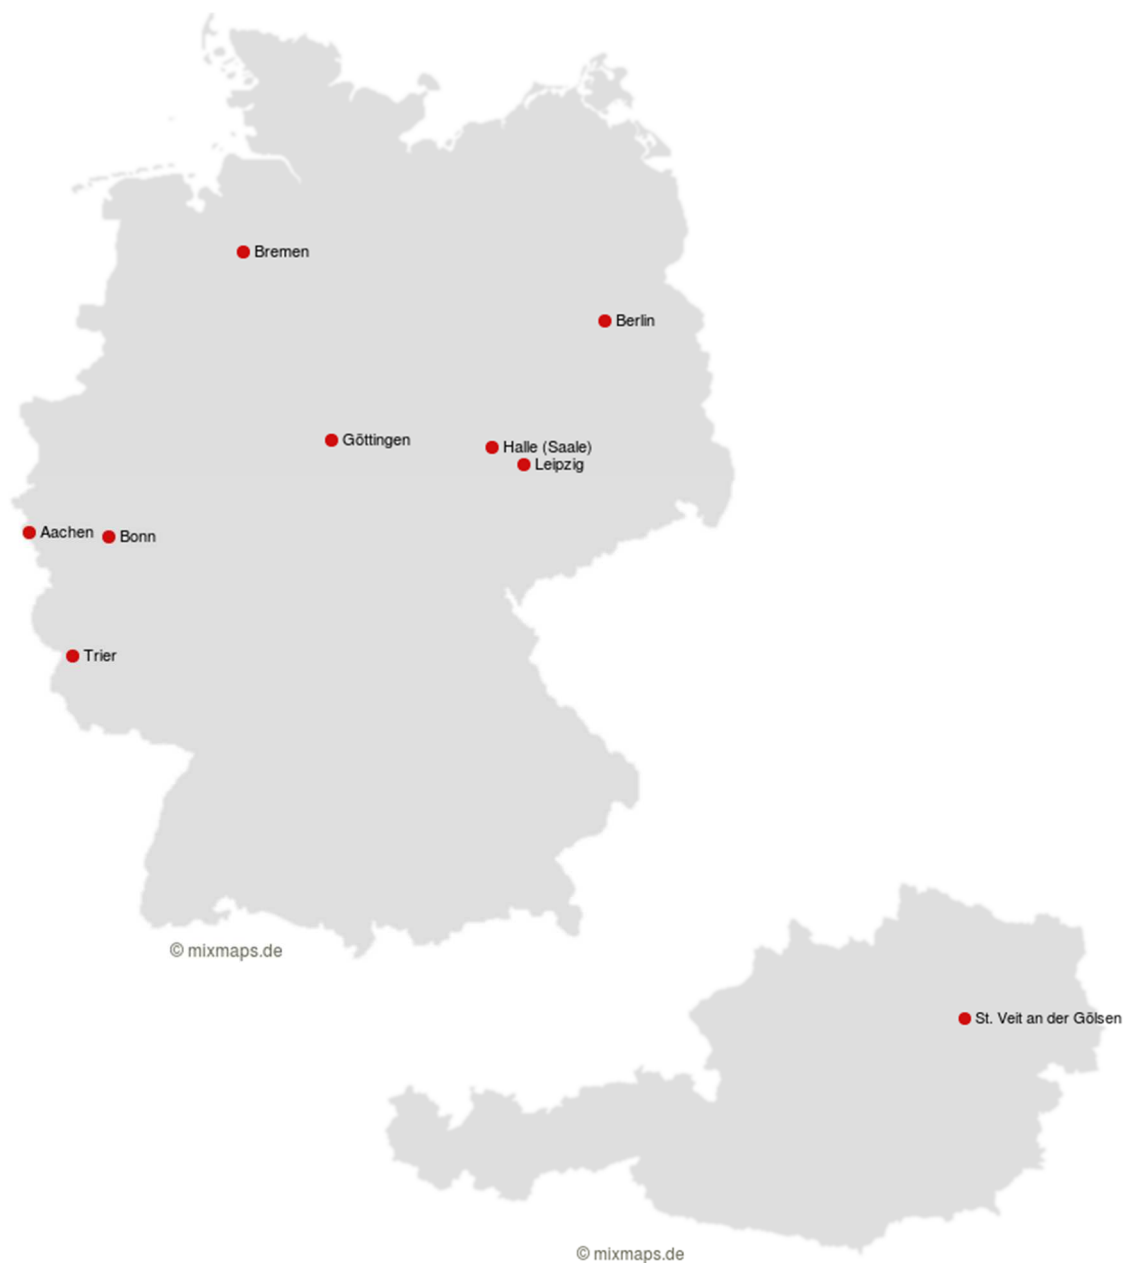 Bremen
Berlin
Göttingen
Halle (Saale)
Leipzig
Aachen
Bonn
Trier
© mixmaps.de
St. Veit an der Gölsen
© mixmaps.de